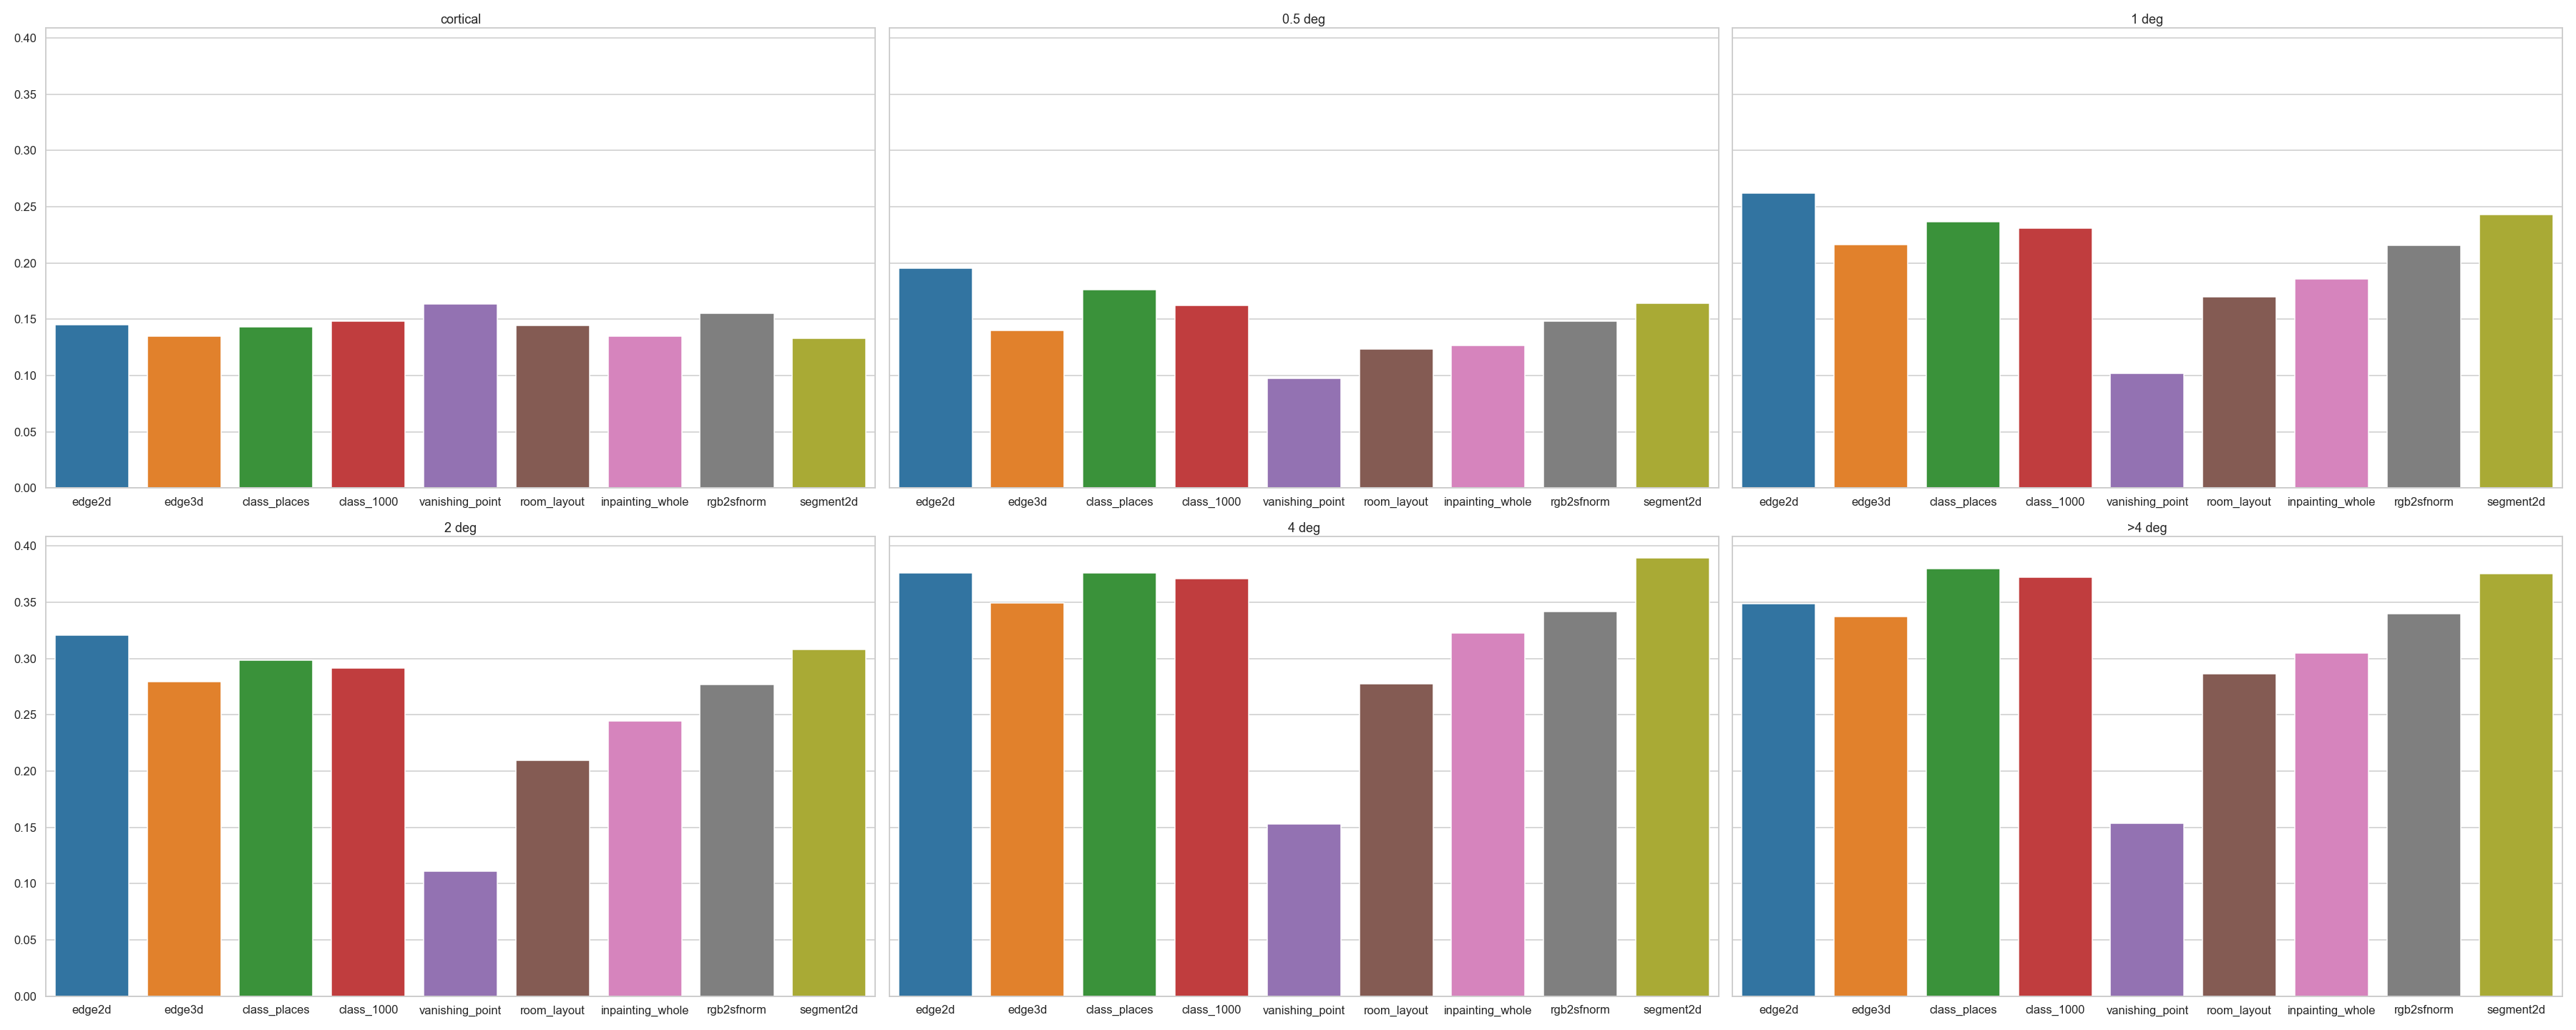 cortical
0.5 deg
1 deg
0.40
0.35
0.30
0.25
0.20
0.15
0.10
0.05
0.00
edge2d edge3d class_places class_1000 vanishing_point room_layout inpainting_whole rgb2sfnorm segment2d
edge2d edge3d class_places class_1000 vanishing_point room_layout inpainting_whole rgb2sfnorm segment2d
edge2d edge3d class_places class_1000 vanishing_point room_layout inpainting_whole rgb2sfnorm segment2d
2 deg
4 deg
>4 deg
0.40
0.35
0.30
0.25
0.20
0.15
0.10
0.05
0.00
edge2d edge3d class_places class_1000 vanishing_point room_layout inpainting_whole rgb2sfnorm segment2d
edge2d edge3d class_places class_1000 vanishing_point room_layout inpainting_whole rgb2sfnorm segment2d
edge2d edge3d class_places class_1000 vanishing_point room_layout inpainting_whole rgb2sfnorm segment2d